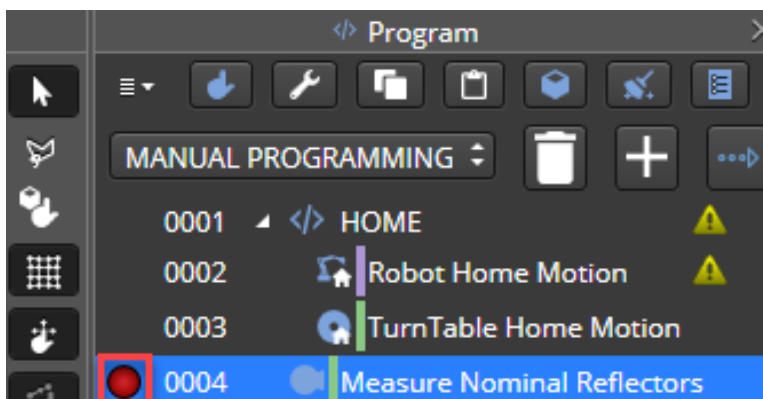 </> Program
MANUAL PROGRAMMING
0001 </> HOME
0002 Robot Home Motion
0003 TurnTable Home Motion
0004 Measure Nominal Reflectors